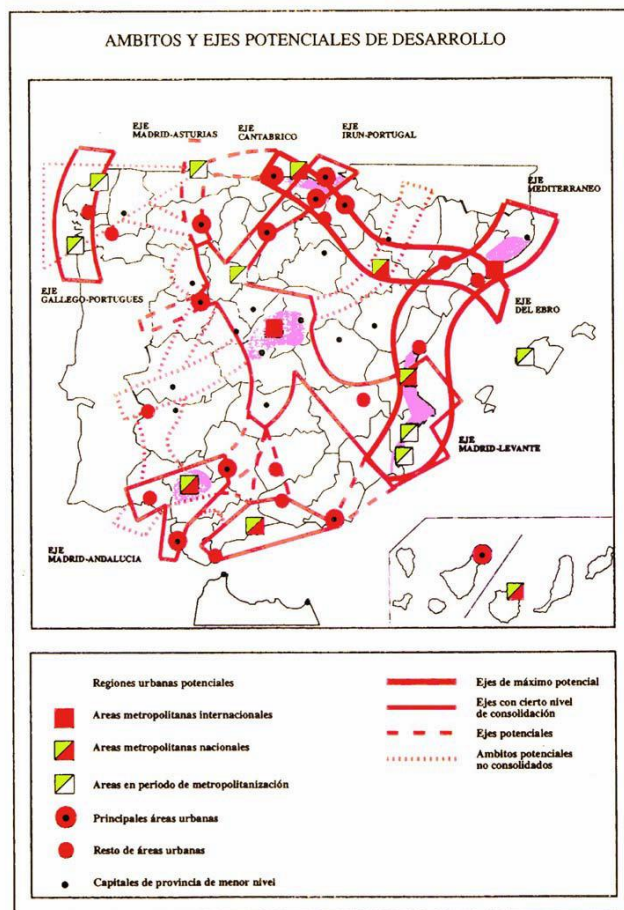 AMBITOS Y EJES POTENCIALES DE DESARROLLO
EJE
MADRID-ASTURIAS
EJE
CANTABRICO
EJE
IRUN-PORTUGAL
EJE
MEDITERRANEO
EJE
GALLEGO-PORTUGUES
EJE
DEL EBRO
EJE
MADRID-LEVANTE
EJE
MADRID-ANDALUCIA
Regiones urbanas potenciales
Areas metropolitanas internacionales
Areas metropolitanas nacionales
Areas en periodo de metropolitanización
Principales áreas urbanas
Resto de áreas urbanas
Capitales de provincia de menor nivel
Ejes de máximo potencial
Ejes con cierto nivel
de consolidación
Ejes potenciales
Ambitos potenciales
no consolidados